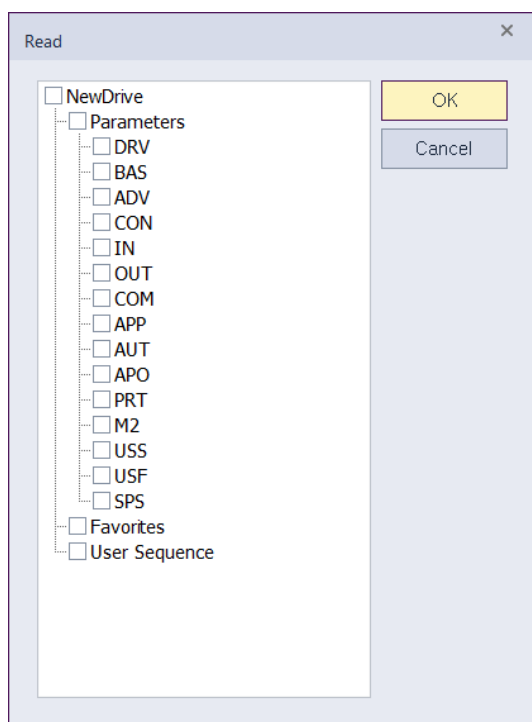 Read
NewDrive
Parameters
DRV
BAS
ADV
CON
IN
OUT
COM
APP
AUT
APO
PRT
M2
USS
USF
SPS
Favorites
User Sequence
OK
Cancel